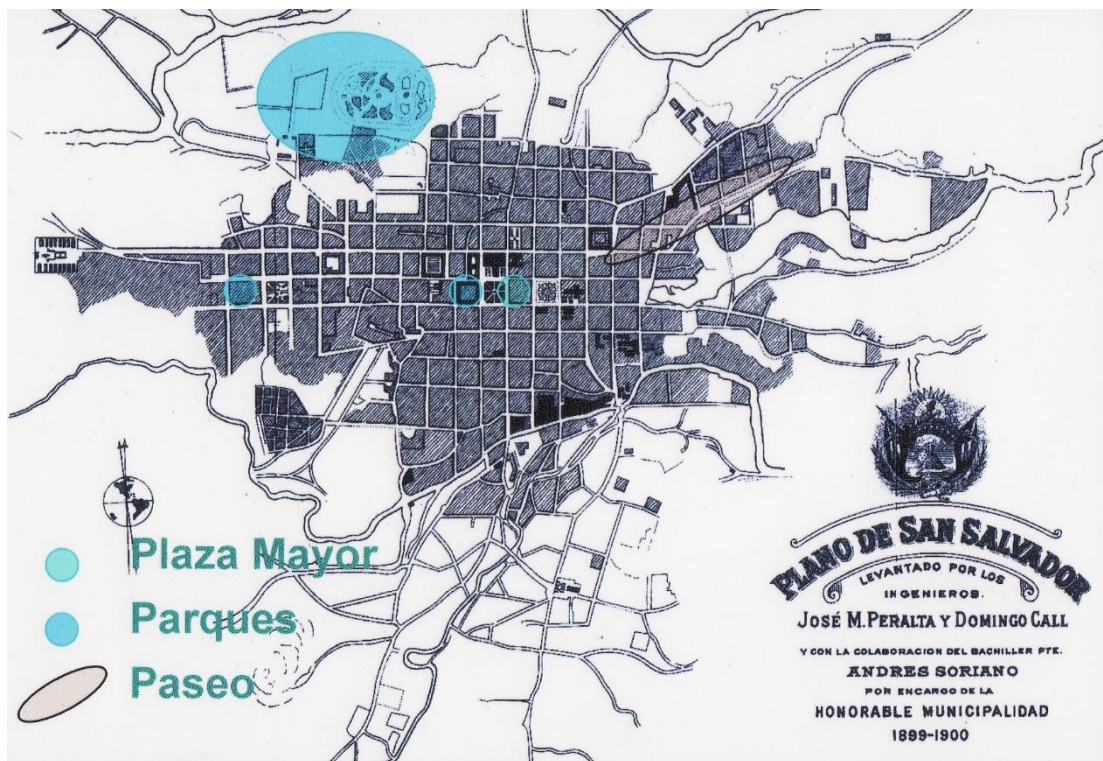 Plaza Mayor
Parques
Paseo
PLANO DE SAN SALVADOR
LEVANTADO POR LOS
INGENIEROS.
JOSÉ M. PERALTA Y DOMINGO CALL
Y CON LA COLABORACION DEL BACHILLER PTE.
ANDRES SORIANO
POR ENCARGO DE LA
HONORABLE MUNICIPALIDAD
1899-1900